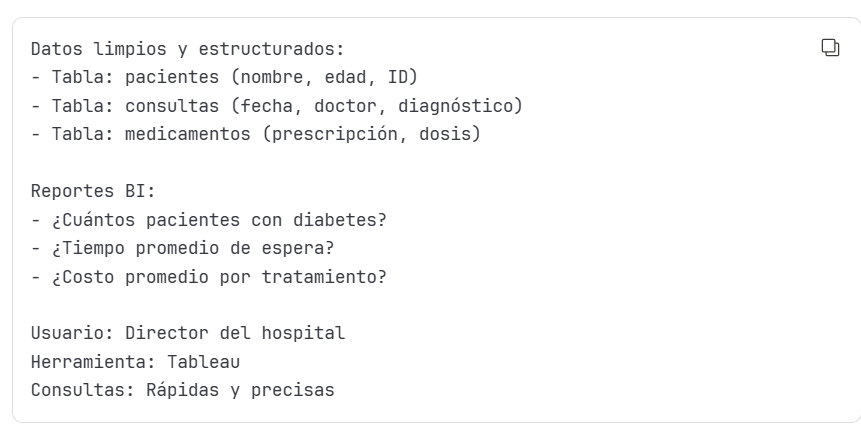 Datos limpios y estructurados:
- Tabla: pacientes (nombre, edad, ID)
- Tabla: consultas (fecha, doctor, diagnóstico)
- Tabla: medicamentos (prescripción, dosis)
Reportes BI:
- ¿Cuántos pacientes con diabetes?
- ¿Tiempo promedio de espera?
- ¿Costo promedio por tratamiento?
Usuario: Director del hospital
Herramienta: Tableau
Consultas: Rápidas y precisas